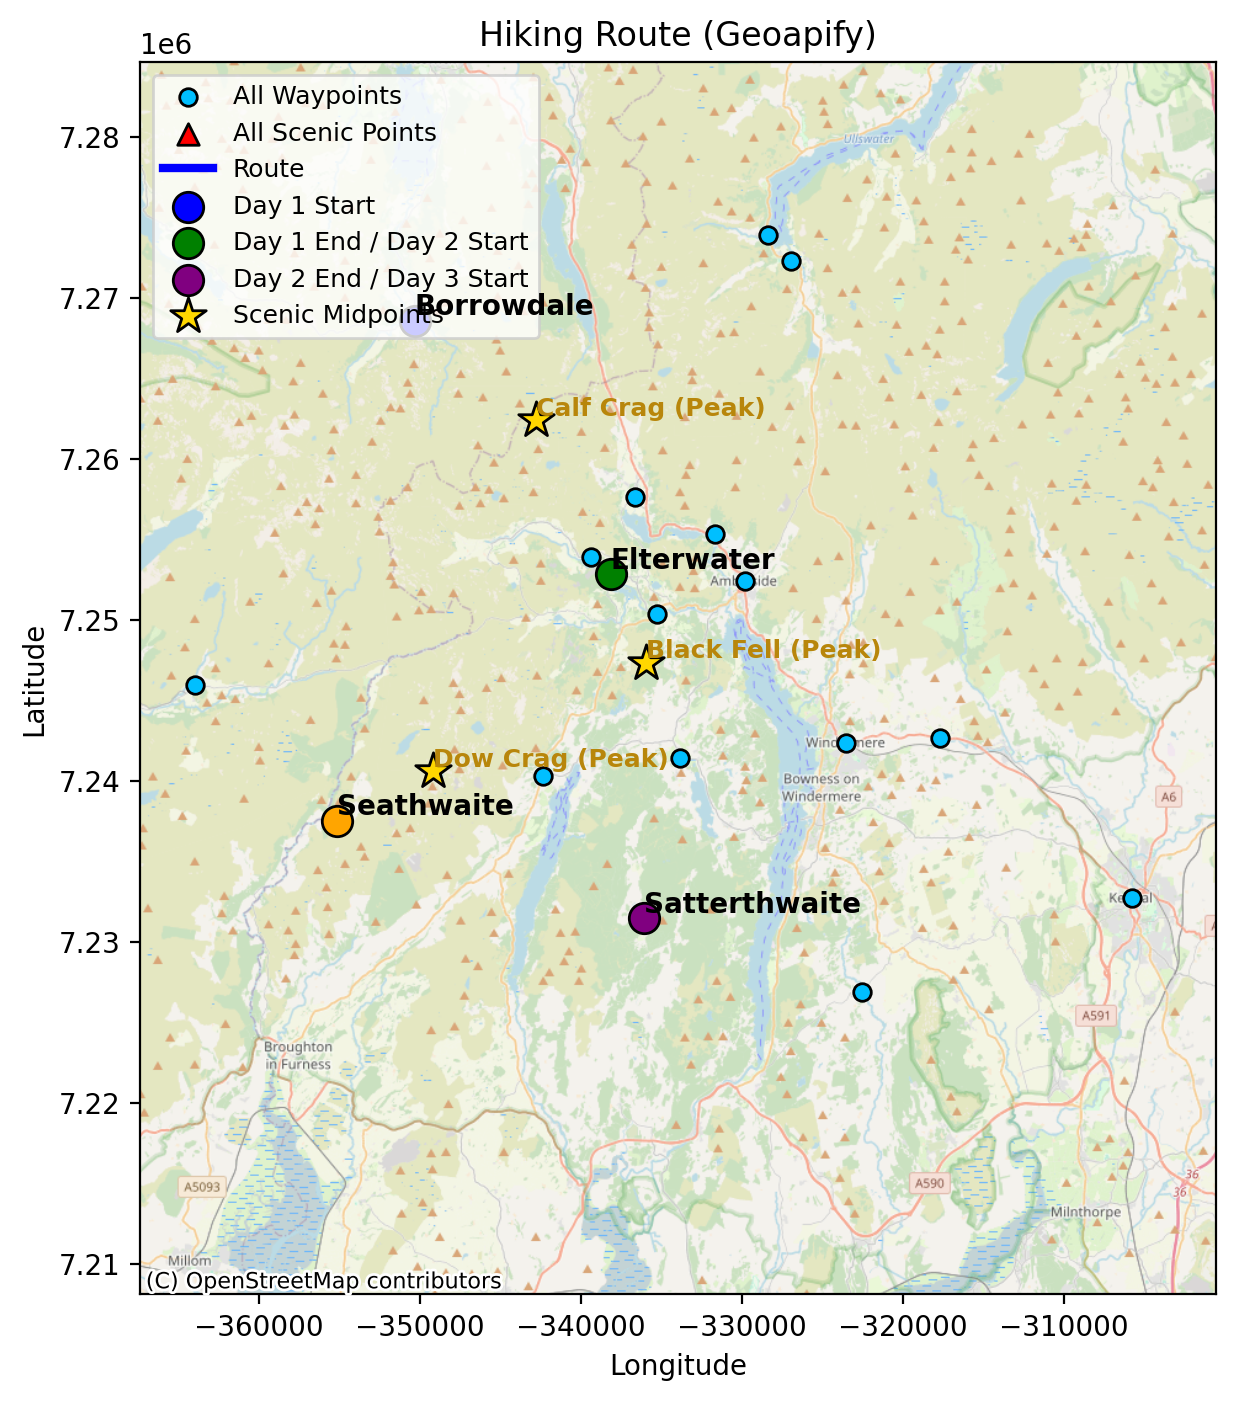 Hiking Route (Geoapify)
1e6
All Waypoints
All Scenic Points
Route
Day 1 Start
Day 1 End / Day 2 Start
Day 2 End / Day 3 Start
Scenic Midpoints
Ullswater
Borrowdale
Calf Crag (Peak)
Elterwater
Black Fell (Peak)
Windermere
Dow Crag (Peak)
Bowness on
Windermere
A6
Seathwaite
Satterthwaite
A591
Broughton
in Furness
A5093
A590
36
36
Milnthorpe
Millom
(C) OpenStreetMap contributors
7.28
7.27
7.26
7.25
7.24
7.23
7.22
7.21
Latitude
−360000
−350000
−340000
−330000
−320000
−310000
Longitude